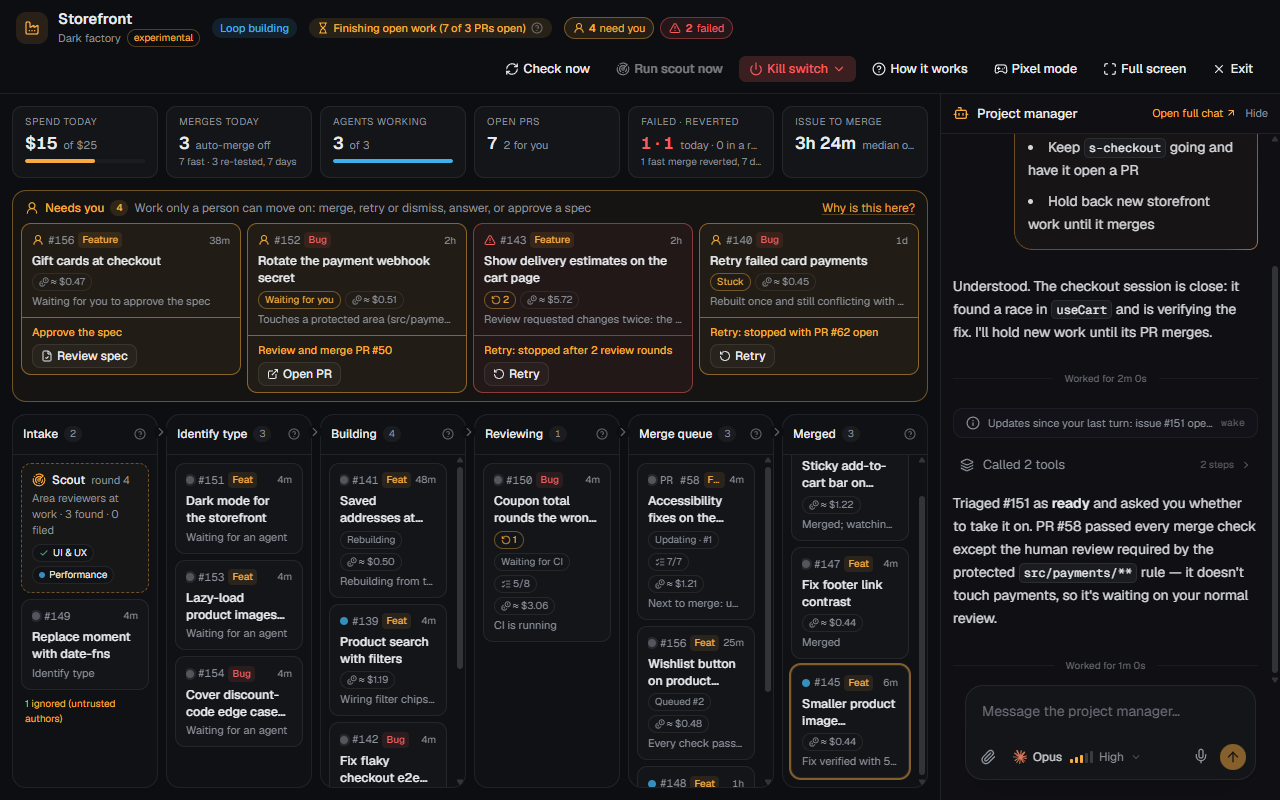 Storefront
Dark factory experimental
Loop building
Finishing open work (7 of 3 PRs open)
4 need you
2 failed
Check now
Run scout now
Kill switch
How it works
Pixel mode
Full screen
Exit
SPEND TODAY
$15 of $25
MERGES TODAY
3 auto-merge off
7 fast · 3 re-tested, 7 days
AGENTS WORKING
3 of 3
OPEN PRS
7 2 for you
FAILED · REVERTED
1 · 1 today · 0 in a r…
1 fast merge reverted, 7 d…
ISSUE TO MERGE
3h 24m median o…
Needs you 4 Work only a person can move on: merge, retry or dismiss, answer, or approve a spec
Why is this here?
#156 Feature 38m
Gift cards at checkout
≈ $0.47
Waiting for you to approve the spec
Approve the spec
Review spec
#152 Bug 2h
Rotate the payment webhook
secret
Waiting for you ≈ $0.51
Touches a protected area (src/payme…
Review and merge PR #50
Open PR
#143 Feature 2h
Show delivery estimates on the
cart page
2 ≈ $5.72
Review requested changes twice: the …
Retry: stopped after 2 review rounds
Retry
#140 Bug 1d
Retry failed card payments
Stuck ≈ $0.45
Rebuilt once and still conflicting with …
Retry: stopped with PR #62 open
Retry
Intake 2
Scout round 4
Area reviewers at
work · 3 found · 0
filed
UI & UX
Performance
#149 4m
Replace moment
with date-fns
Identify type
1 ignored (untrusted
authors)
Identify type 3
#151 Feat 4m
Dark mode for
the storefront
Waiting for an agent
#153 Feat 4m
Lazy-load
product images…
Waiting for an agent
#154 Bug 4m
Cover discount-
code edge case…
Waiting for an agent
Building 4
#141 Feat 48m
Saved
addresses at…
Rebuilding
≈ $0.50
Rebuilding from t…
#139 Feat 4m
Product search
with filters
≈ $1.19
Wiring filter chips…
#142 Bug 4m
Fix flaky
checkout e2e…
Reviewing 1
#150 Bug 4m
Coupon total
rounds the wron…
1
Waiting for CI
5/8
≈ $3.06
CI is running
Merge queue 3
PR #58 F… 4m
Accessibility
fixes on the…
Updating · #1
7/7
≈ $1.21
Next to merge: u…
#156 Feat 25m
Wishlist button
on product…
Queued #2
≈ $0.48
Every check pass…
#148 Feat 1h
Merged 3
Sticky add-to-
cart bar on…
≈ $1.22
Merged; watchin…
#147 Feat 4m
Fix footer link
contrast
≈ $0.44
Merged
#145 Feat 6m
Smaller product
image…
≈ $0.44
Fix verified with 5…
Project manager
Open full chat
Hide
• Keep s-checkout going and
have it open a PR
• Hold back new storefront
work until it merges
Understood. The checkout session is close: it
found a race in useCart and is verifying the
fix. I'll hold new work until its PR merges.
Worked for 2m 0s
Updates since your last turn: issue #151 ope… wake
Called 2 tools 2 steps
Triaged #151 as ready and asked you whether
to take it on. PR #58 passed every merge check
except the human review required by the
protected src/payments/** rule — it doesn't
touch payments, so it's waiting on your normal
review.
Worked for 1m 0s
Message the project manager…
Opus High